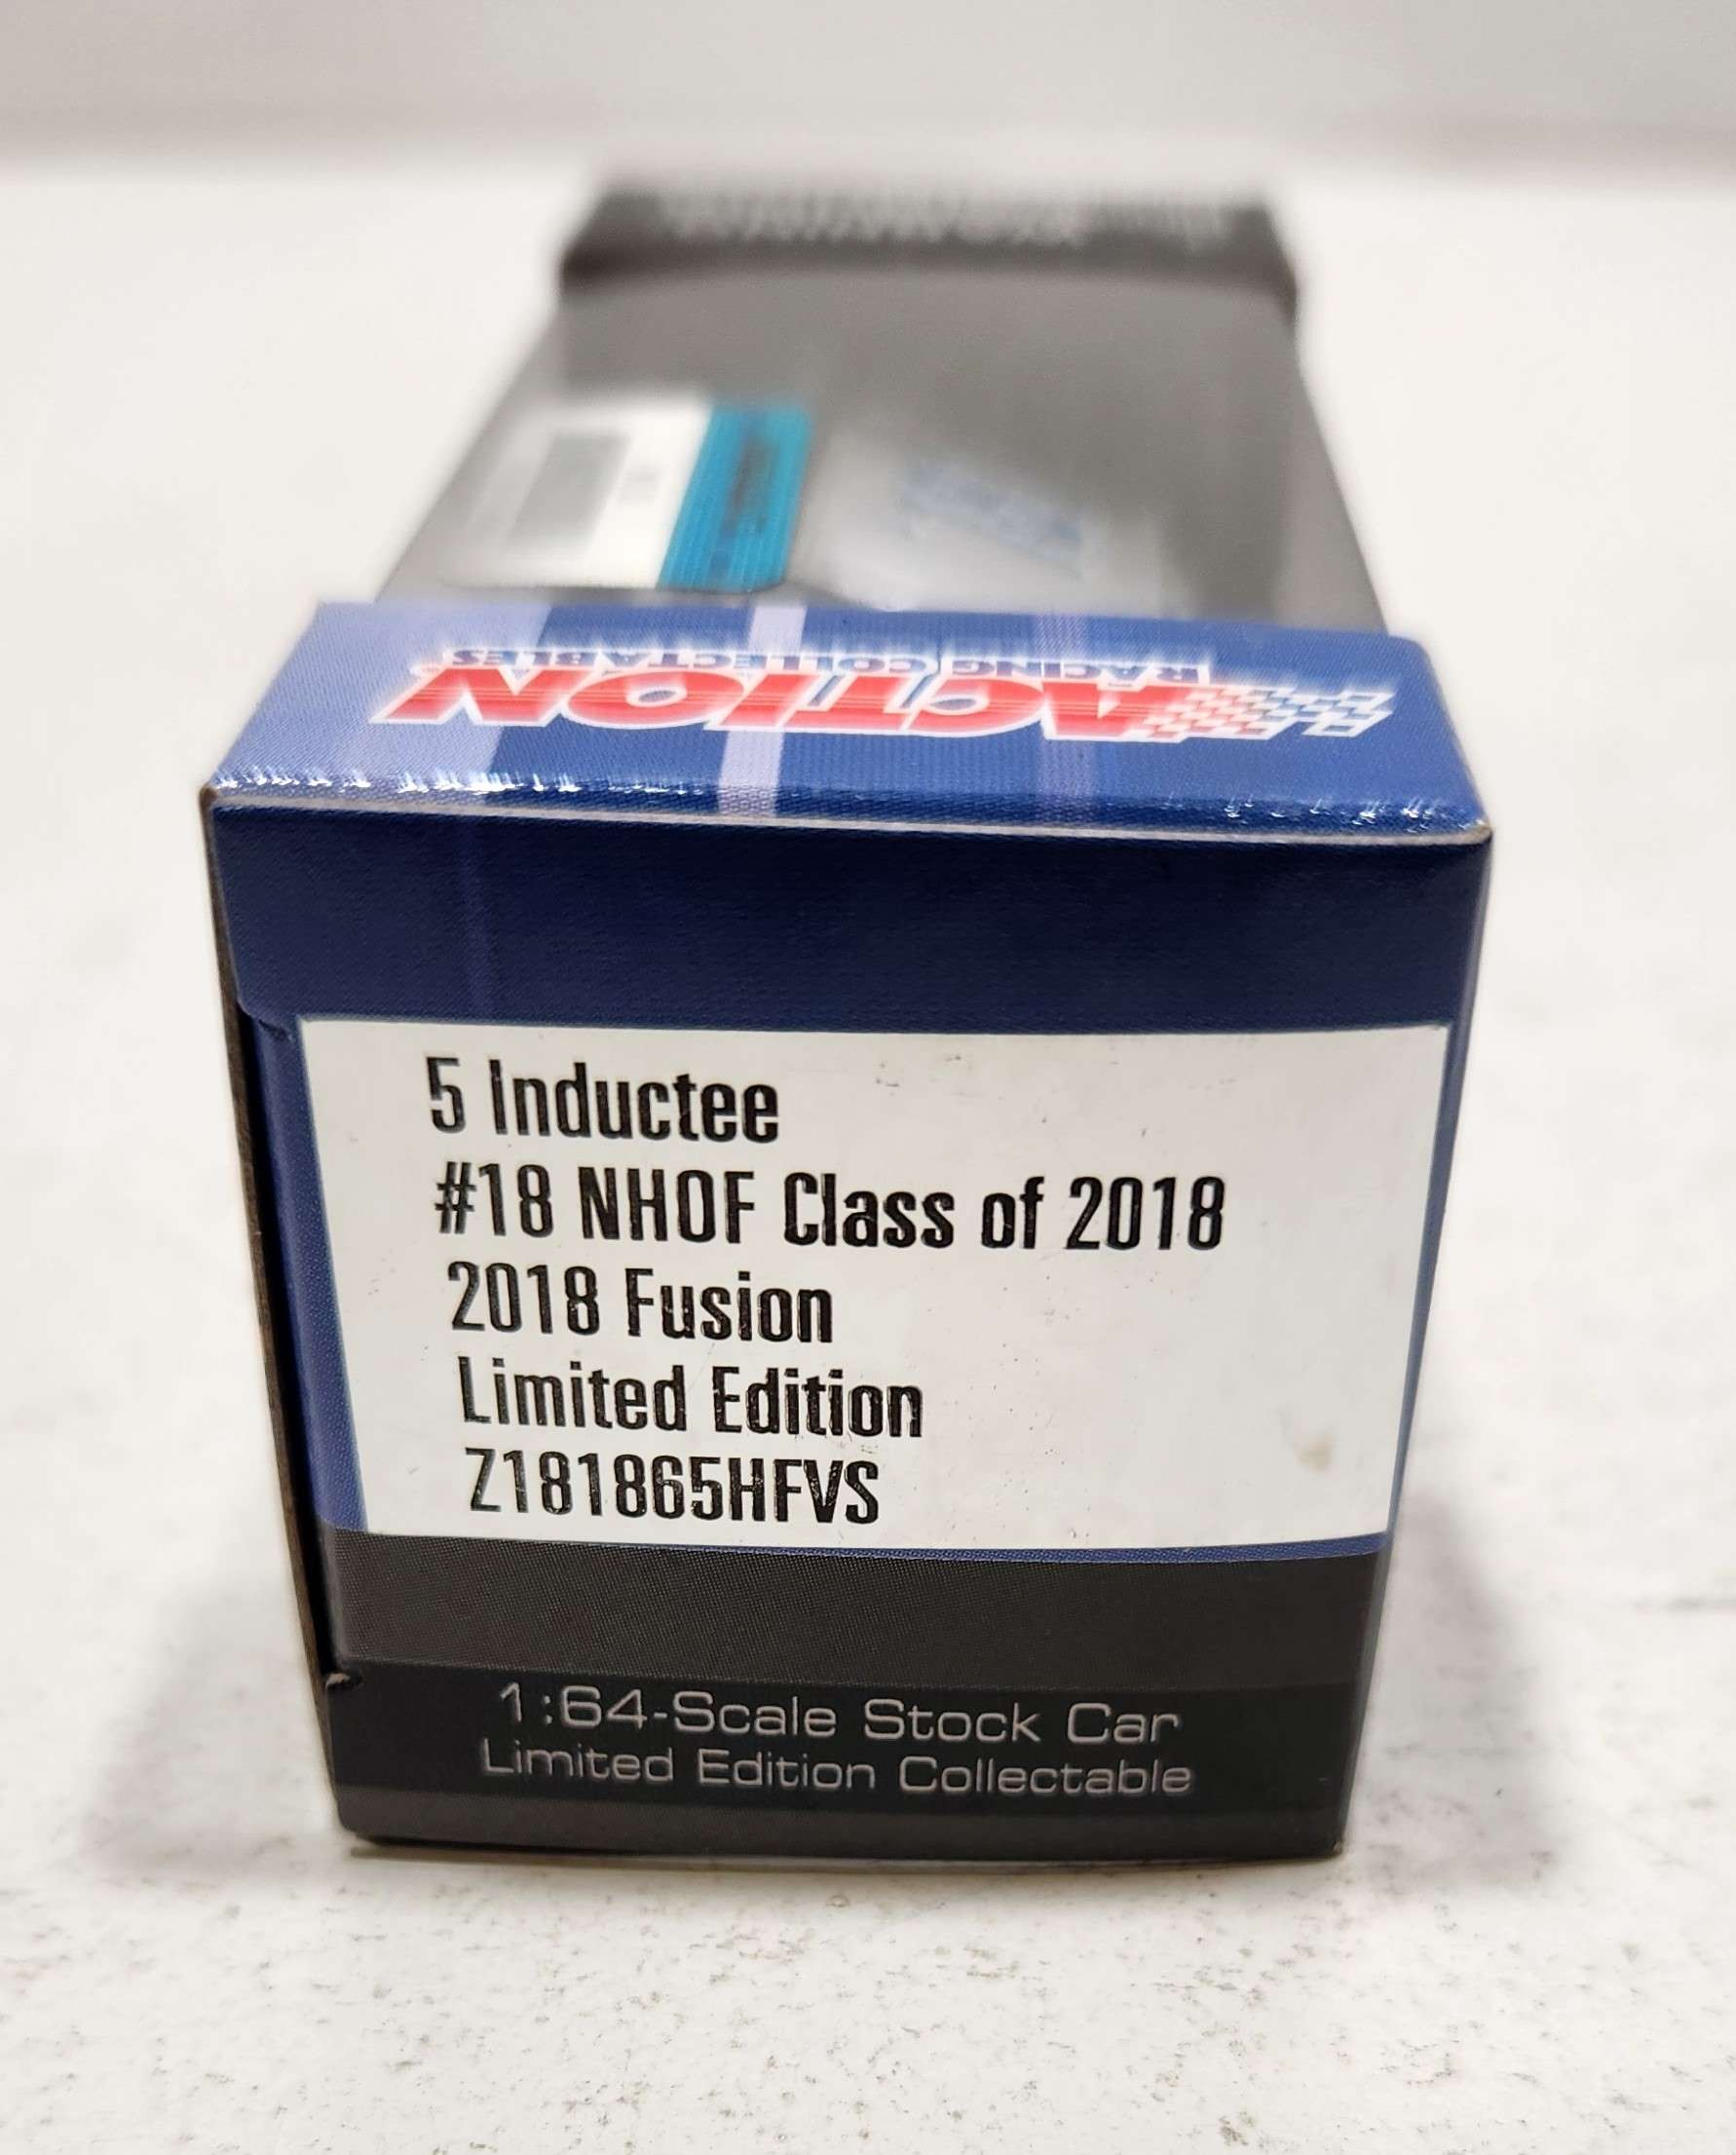 ACTION
RACING COLLECTABLES
5 Inductee
#18 NHOF Class of 2018
2018 Fusion
Limited Edition
Z181865HFVS
1:64-Scale Stock Car
Limited Edition Collectable